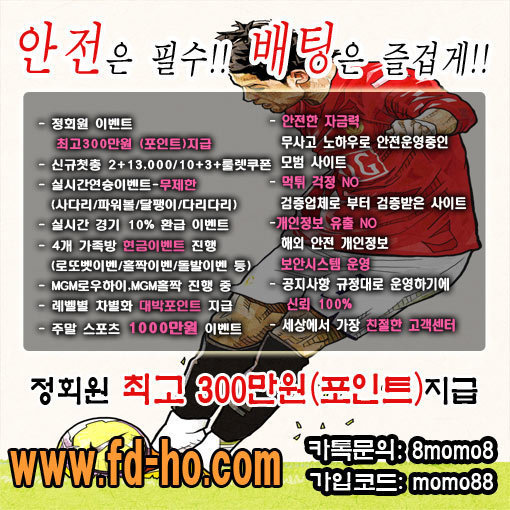 안전은 필수!! 배팅은 즐겁게!!
- 정회원 이벤트
최고300만원 (포인트)지급
- 신규첫충 2+13.000/10+3+룰렛쿠폰
- 실시간연승이벤트-무제한
(사다리/파워볼/달팽이/다리다리)
- 실시간 경기 10% 환급 이벤트
- 4개 가족방 현금이벤트 진행
(로또벳이벤/홀짝이벤/돌발이벤 등)
- MGM로우하이,MGM홀짝 진행 중
- 레벨별 차별화 대박포인트 지급
- 주말 스포츠 1000만원 이벤트
- 안전한 자금력
무사고 노하우로 안전운영중인
모범 사이트
- 먹튀 걱정 NO
검증업체로 부터 검증받은 사이트
-개인정보 유출 NO
해외 안전 개인정보
보안시스템 운영
- 공지사항 규정대로 운영하기에
신뢰 100%
- 세상에서 가장 친절한 고객센터
정회원 최고 300만원(포인트)지급
www.fd-ho.com
카톡문의: 8momo8
가입코드: momo88